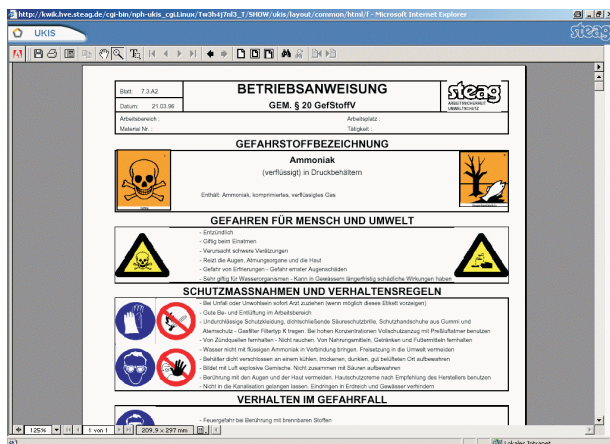 http://kwik.hve.steag.de/cgi-bin/nph-ukis_cgi.Linux/Tw3h4j7nl3_T/SHOW/ukis/layout/common/html/f - Microsoft Internet Explorer
UKIS
steag
BETRIEBSANWEISUNG
GEM. § 20 GefStoffV
Blatt: 7.3.A2
Datum: 21.03.96
steag
ARBEITSSICHERHEIT
UMWELTSCHUTZ
Arbeitsbereich :
Arbeitsplatz :
Material Nr. :
Tätigkeit :
GEFAHRSTOFFBEZEICHNUNG
Ammoniak
(verflüssigt) in Druckbehältern
Enthält: Ammoniak, komprimiertes, verflüssigtes Gas
GEFAHREN FÜR MENSCH UND UMWELT
- Entzündlich
- Giftig beim Einatmen
- Verursacht schwere Verätzungen
- Reizt die Augen, Atmungsorgane und die Haut
- Gefahr von Erfrierungen - Gefahr ernster Augenschäden
- Sehr giftig für Wasserorganismen - Kann in Gewässern längerfristig schädliche Wirkungen haben
SCHUTZMASSNAHMEN UND VERHALTENSREGELN
- Bei Unfall oder Unwohlsein sofort Arzt zuziehen (wenn möglich dieses Etikett vorzeigen)
- Gute Be- und Entlüftung im Arbeitsbereich
- Undurchlässige Schutzkleidung, dichtschließende Säureschutzbrille, Schutzhandschuhe aus Gummi und
Atemschutz - Gasfilter Filtertyp K tragen. Bei hohen Konzentrationen Vollschutzanzug mit Preßluftatmer benutzen
- Von Zündquellen fernhalten - Nicht rauchen. Von Nahrungsmitteln, Getränken und Futtermitteln fernhalten
- Wasser nicht mit flüssigen Ammoniak in Verbindung bringen. Freisetzung in die Umwelt vermeiden
- Behälter dicht verschlossen an einem kühlen, trockenen, dunklen, gut belüfteten Ort aufbewahren
- Bildet mit Luft explosive Gemische. Nicht zusammen mit Säuren aufbewahren
- Berührung mit den Augen und der Haut vermeiden. Hautschutzcreme nach Empfehlung des Herstellers benutzen
- Nicht in die Kanalisation gelangen lassen. Eindringen in Erdreich und Gewässer verhindern
VERHALTEN IM GEFAHRFALL
- Feuergefahr bei Berührung mit brennbaren Stoffen
125%
1 von 1
209,9 x 297 mm
Lokales Intranet